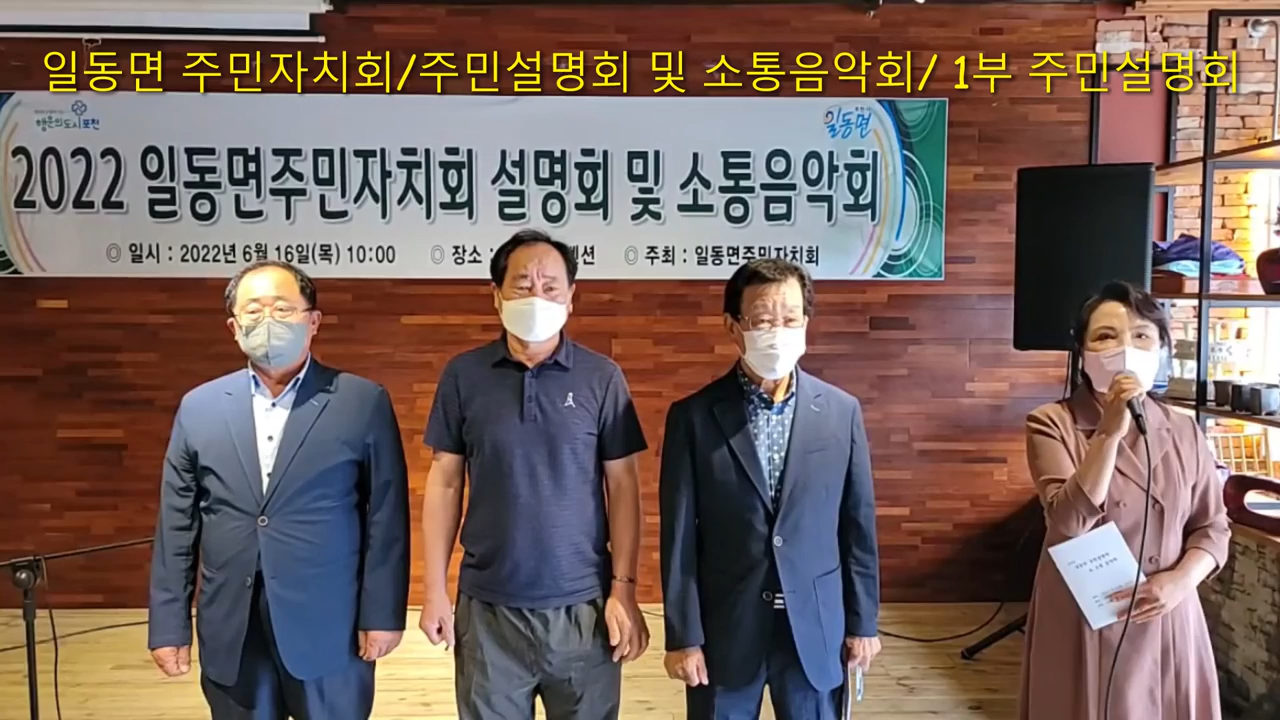 일동면 주민자치회/주민설명회 및 소통음악회/ 1부 주민설명회
행운의도시포천
일동면
2022 일동면주민자치회 설명회 및 소통음악회
◎ 일시 : 2022년 6월 16일(목) 10:00 ◎ 장소 : ◎ 주최 : 일동면주민자치회